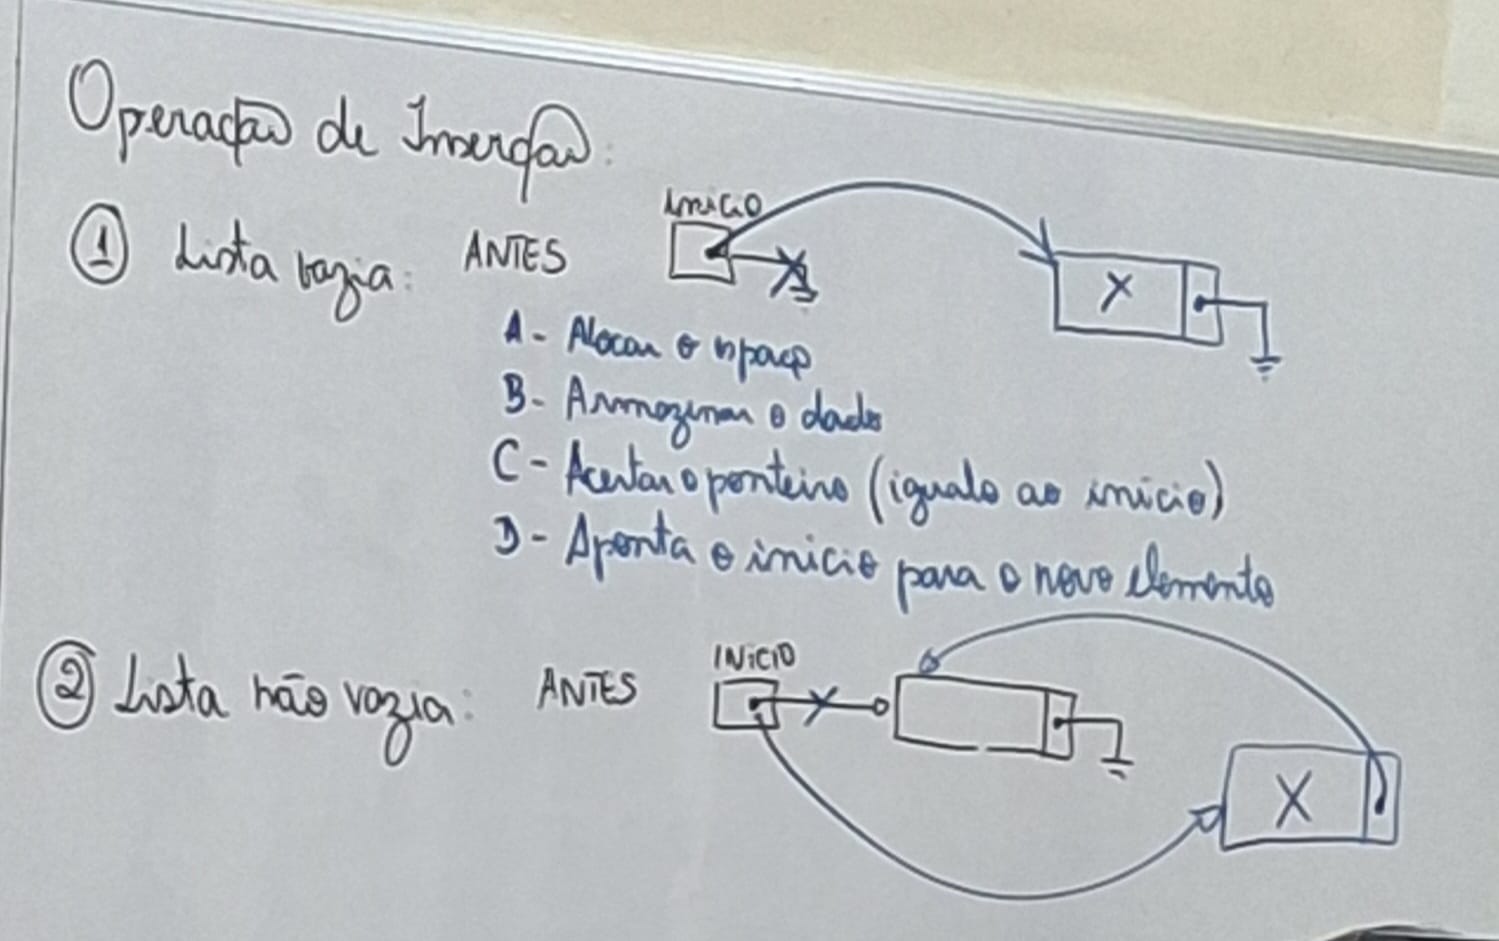 Operação de Inserção:
INICIO
① Lista vazia: ANTES
X
A - Alocar o espaço
B - Armazenar o dado
C - Acertar o ponteiro (iguala ao inicio)
D - Aponta o inicio para o novo elemento
INICIO
② Lista não vazia: ANTES
X